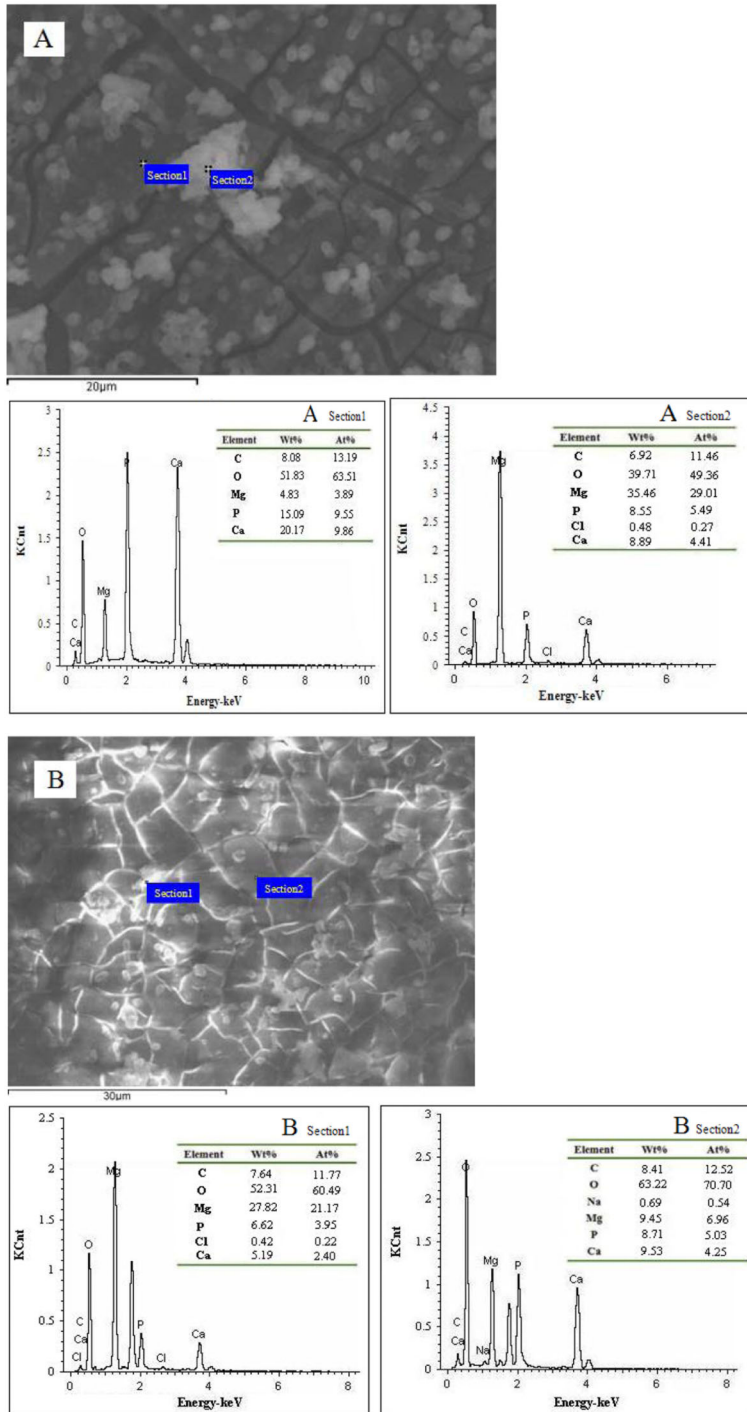 A
Section1
Section2
20μm
A Section1
Element Wt% At%
C 8.08 13.19
O 51.83 63.51
Mg 4.83 3.89
P 15.09 9.55
Ca 20.17 9.86
KCnt
3
2.5
2
1.5
1
0.5
0
O
C
Ca
Mg
P
Ca
0 2 4 6 8 10
Energy-keV
A Section2
Element Wt% At%
C 6.92 11.46
O 39.71 49.36
Mg 35.46 29.01
P 8.55 5.49
Cl 0.48 0.27
Ca 8.89 4.41
KCnt
4.5
4
3.5
3
2.5
2
1.5
1
0.5
0
O
C
Ca
Mg
P
Cl
Ca
0 2 4 6
Energy-keV
B
Section1
Section2
30μm
B Section1
Element Wt% At%
C 7.64 11.77
O 52.31 60.49
Mg 27.82 21.17
P 6.62 3.95
Cl 0.42 0.22
Ca 5.19 2.40
KCnt
2.5
2
1.5
1
0.5
0
O
C
Ca
Cl
Mg
P
Cl
Ca
0 2 4 6 8
Energy-keV
B Section2
Element Wt% At%
C 8.41 12.52
O 63.22 70.70
Na 0.69 0.54
Mg 9.45 6.96
P 8.71 5.03
Ca 9.53 4.25
KCnt
3
2.5
2
1.5
1
0.5
0
O
C
Ca
Na
Mg
P
Ca
0 2 4 6 8
Energy-keV